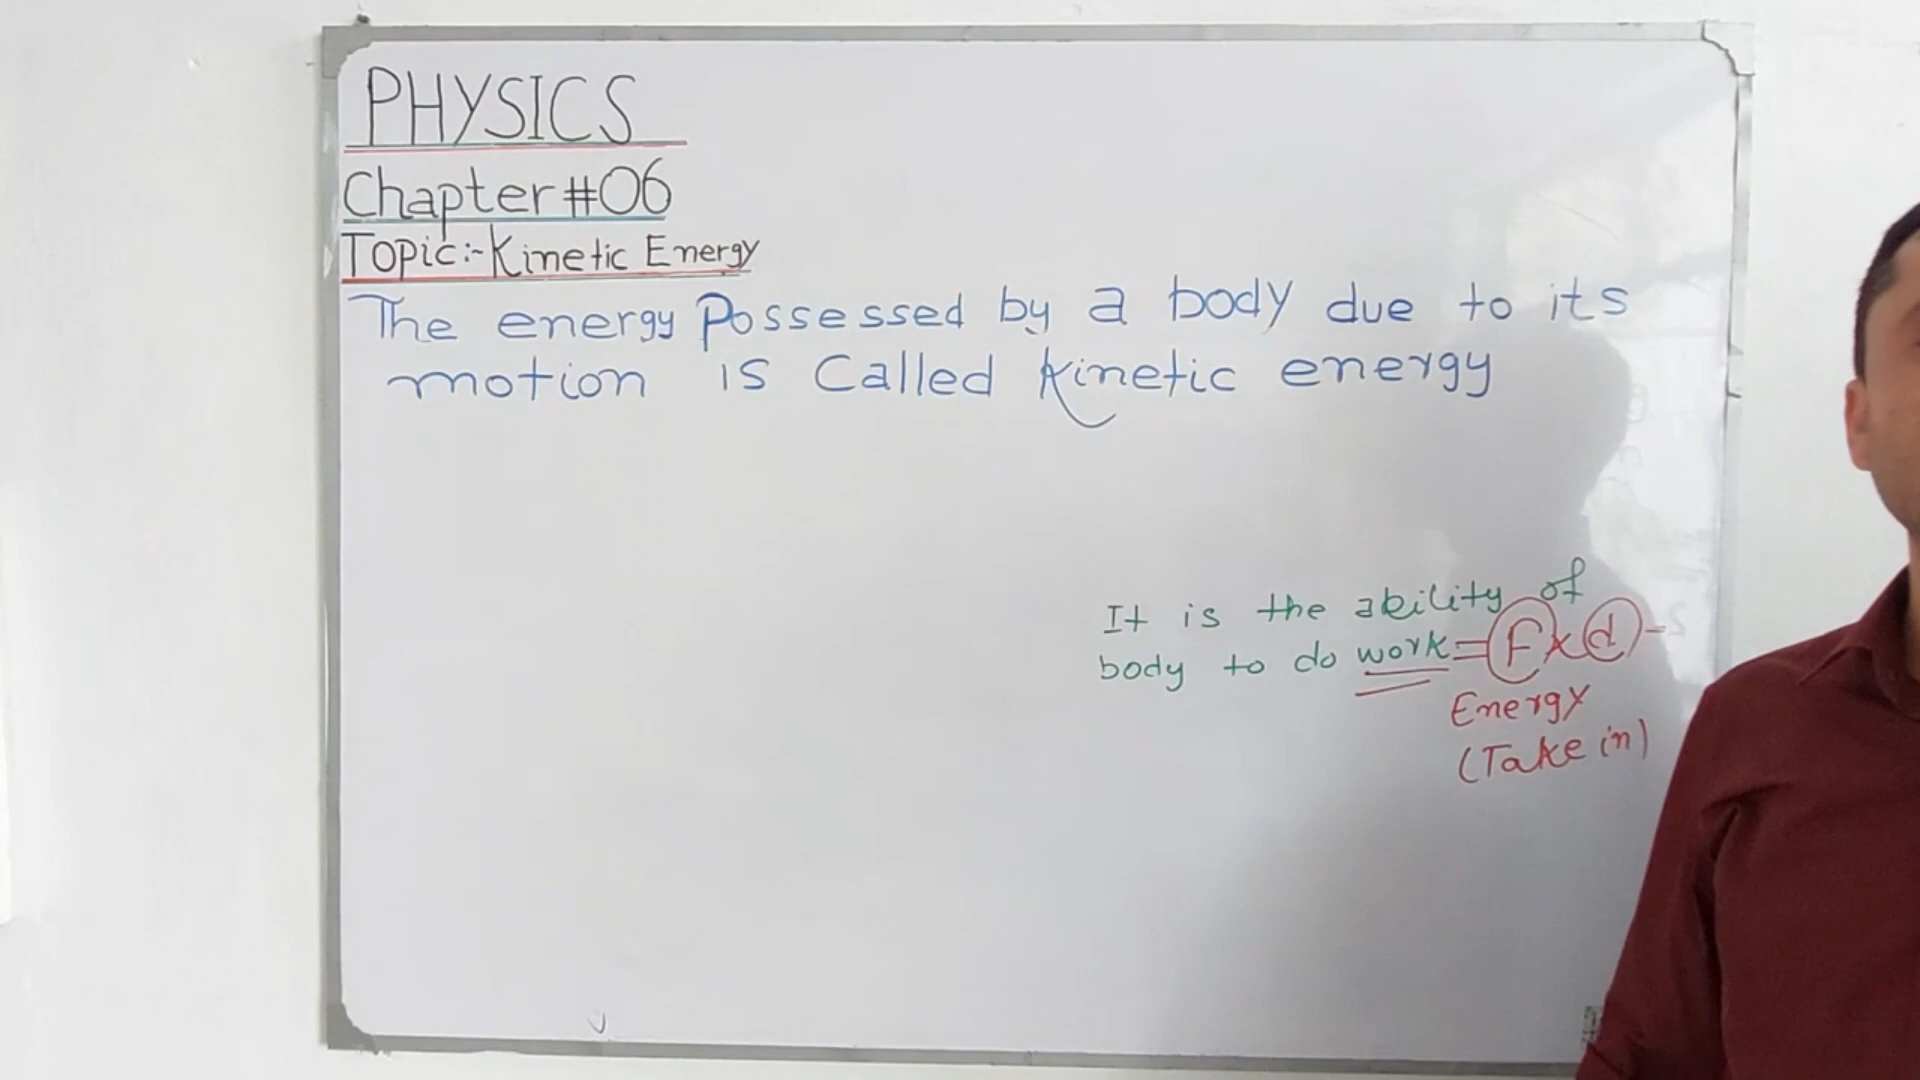 PHYSICS
Chapter #06
Topic:- Kinetic Energy
The energy Possessed by a body due to its
motion is Called kinetic energy
It is the ability of
body to do work = F x d
Energy
(Take in)